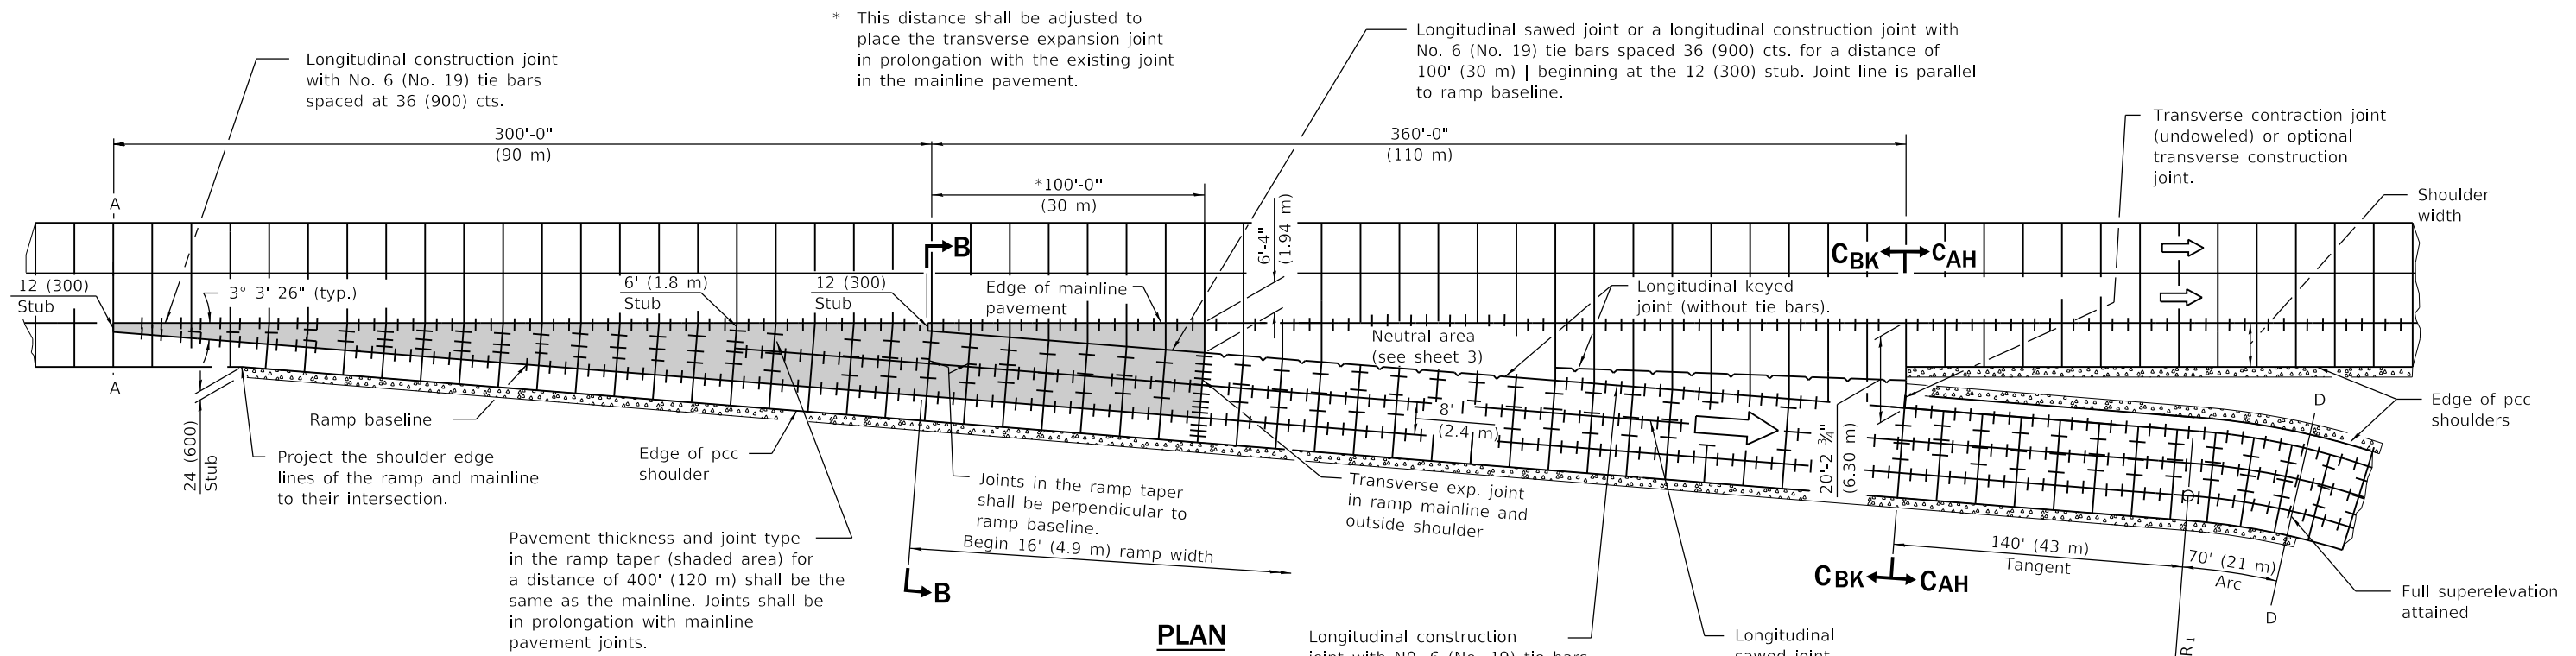 * This distance shall be adjusted to
place the transverse expansion joint
in prolongation with the existing joint
in the mainline pavement.
Longitudinal sawed joint or a longitudinal construction joint with
No. 6 (No. 19) tie bars spaced 36 (900) cts. for a distance of
100' (30 m) | beginning at the 12 (300) stub. Joint line is parallel
to ramp baseline.
Longitudinal construction joint
with No. 6 (No. 19) tie bars
spaced at 36 (900) cts.
Transverse contraction joint
(undoweled) or optional
transverse construction
joint.
300'-0"
(90 m)
360'-0"
(110 m)
*100'-0"
(30 m)
6'-4"
(1.94 m)
Shoulder
width
A
B
CBK
CAH
12 (300)
Stub
3° 3' 26" (typ.)
6' (1.8 m)
Stub
12 (300)
Stub
Edge of mainline
pavement
Longitudinal keyed
joint (without tie bars).
Neutral area
(see sheet 3)
A
24 (600)
Stub
Ramp baseline
Project the shoulder edge
lines of the ramp and mainline
to their intersection.
Edge of pcc
shoulder
8'
(2.4 m)
20'-2 3/4"
(6.30 m)
D
Edge of pcc
shoulders
Joints in the ramp taper
shall be perpendicular to
ramp baseline.
Begin 16' (4.9 m) ramp width
Transverse exp. joint
in ramp mainline and
outside shoulder
Pavement thickness and joint type
in the ramp taper (shaded area) for
a distance of 400' (120 m) shall be the
same as the mainline. Joints shall be
in prolongation with mainline
pavement joints.
B
140' (43 m)
Tangent
70' (21 m)
Arc
CBK
CAH
Full superelevation
attained
D
R1
PLAN
Longitudinal construction
joint with N0. 6 (No. 19) tie bars
Longitudinal
sawed joint